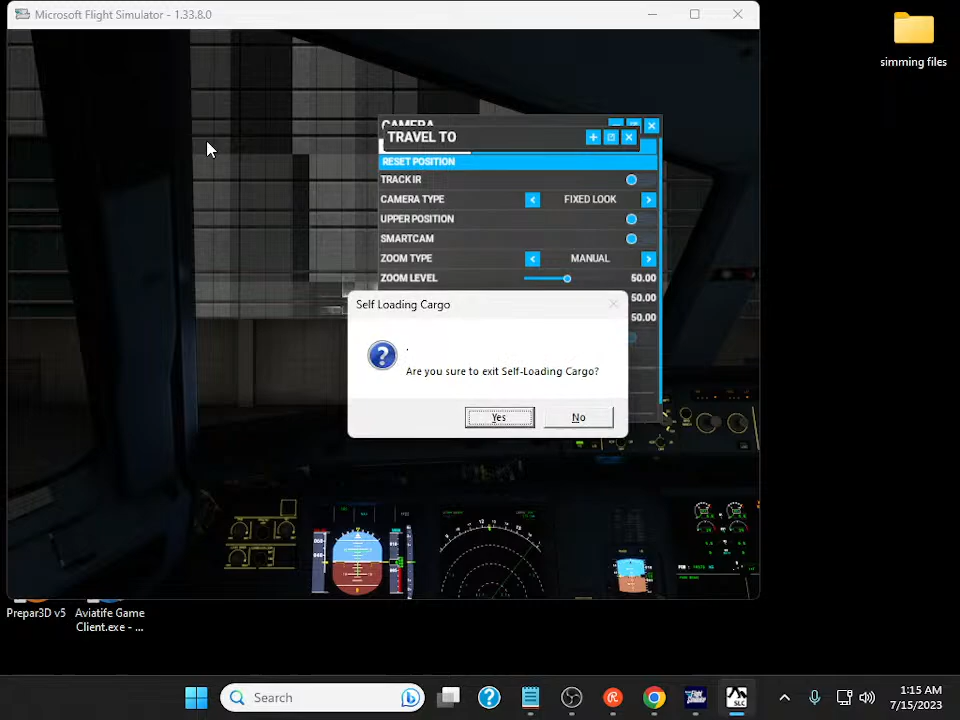 Microsoft Flight Simulator - 1.33.8.0
simming files
CAMERA
TRAVEL TO
RESET POSITION
TRACK IR
CAMERA TYPE
FIXED LOOK
UPPER POSITION
SMARTCAM
ZOOM TYPE
MANUAL
ZOOM LEVEL
50.00
50.00
50.00
Self Loading Cargo
.
Are you sure to exit Self-Loading Cargo?
Yes
No
Prepar3D v5
Aviatife Game
Client.exe - ...
Search
SLC
1:15 AM
7/15/2023